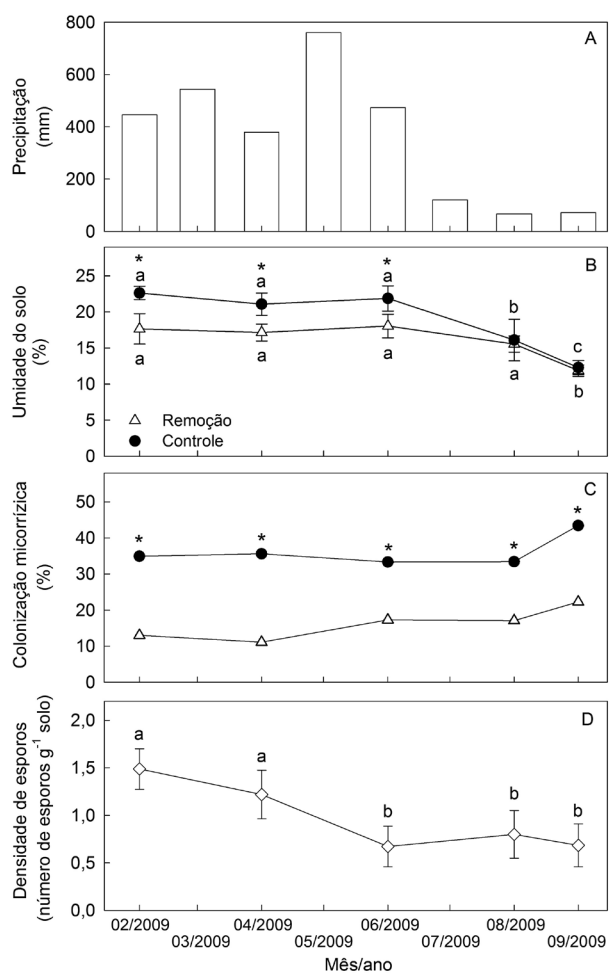 A
Precipitação
(mm)
800
600
400
200
0
B
Umidade do solo
(%)
25
20
15
10
5
0
* * *
a a a b c
a a a a b
Remoção
Controle
C
Colonização micorrízica
(%)
50
40
30
20
10
0
* * * * *
D
Densidade de esporos
(número de esporos g⁻¹ solo)
2,0
1,5
1,0
0,5
0,0
a a b b b
02/2009 04/2009 06/2009 08/2009
03/2009 05/2009 07/2009 09/2009
Mês/ano